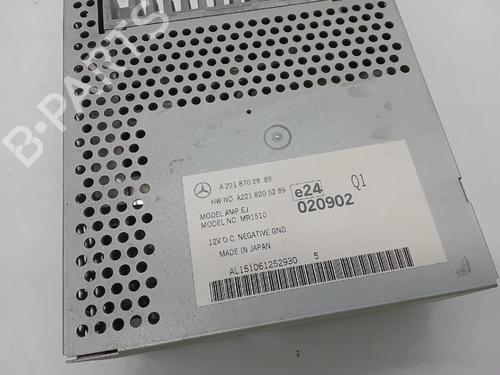 B-PARTS
A 221 870 28 89
HW NO. A221 820 52 89
e24
Q1
020902
MODEL AMP EJ
MODEL NO. MR1510
12V D.C. NEGATIVE GND
MADE IN JAPAN
AL151061252930 5